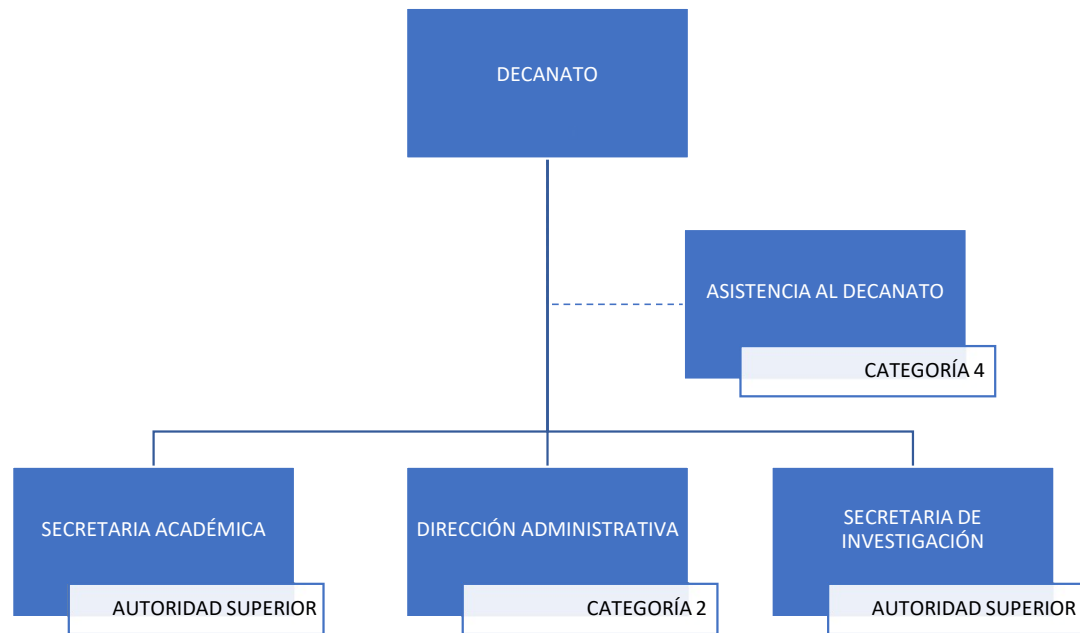 DECANATO
ASISTENCIA AL DECANATO
CATEGORÍA 4
SECRETARIA ACADÉMICA
AUTORIDAD SUPERIOR
DIRECCIÓN ADMINISTRATIVA
CATEGORÍA 2
SECRETARIA DE
INVESTIGACIÓN
AUTORIDAD SUPERIOR